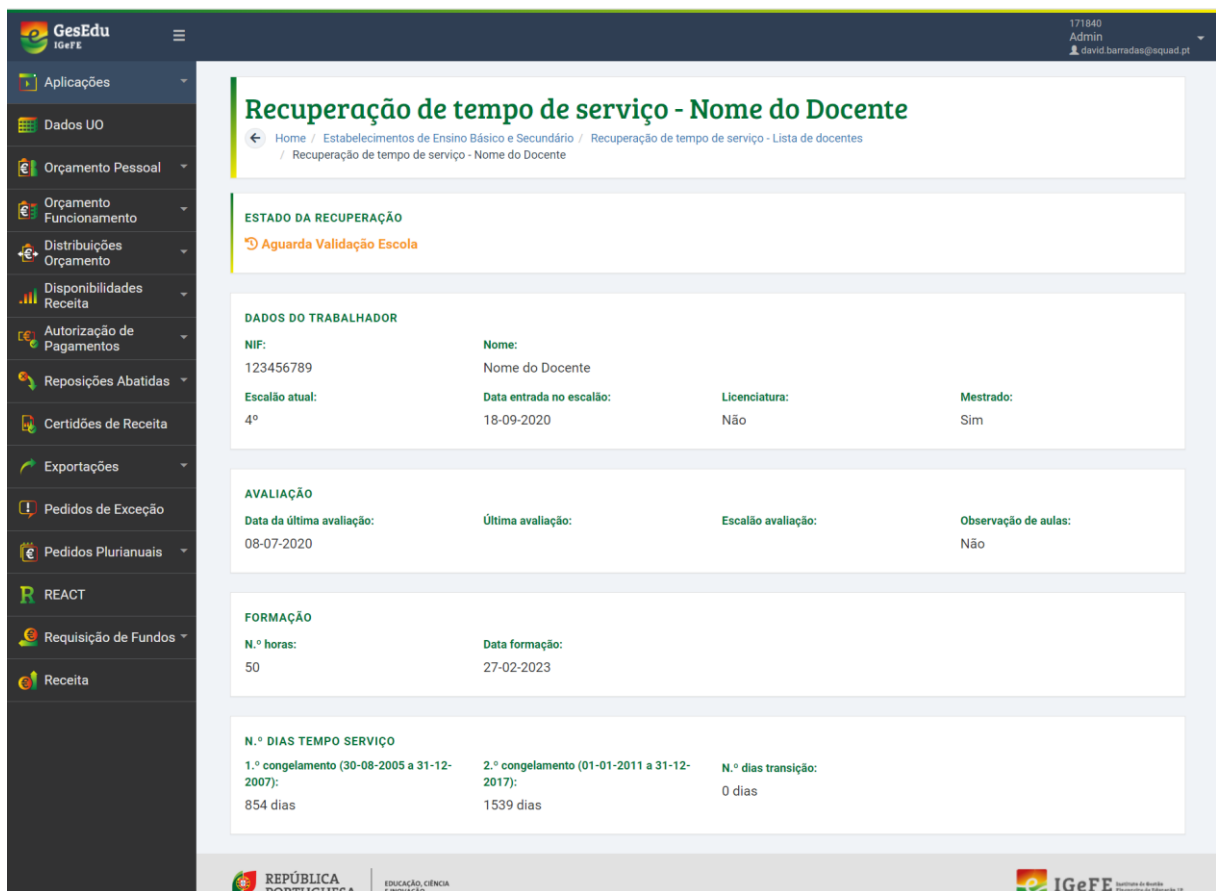 GesEdu
IGeFE
171840
Admin
david.barradas@squad.pt
Aplicações
Dados UO
Orçamento Pessoal
Orçamento
Funcionamento
Distribuições
Orçamento
Disponibilidades
Receita
Autorização de
Pagamentos
Reposições Abatidas
Certidões de Receita
Exportações
Pedidos de Exceção
Pedidos Plurianuais
REACT
Requisição de Fundos
Receita
Recuperação de tempo de serviço - Nome do Docente
Home / Estabelecimentos de Ensino Básico e Secundário / Recuperação de tempo de serviço - Lista de docentes
/ Recuperação de tempo de serviço - Nome do Docente
ESTADO DA RECUPERAÇÃO
Aguarda Validação Escola
DADOS DO TRABALHADOR
NIF: Nome:
123456789 Nome do Docente
Escalão atual: Data entrada no escalão: Licenciatura: Mestrado:
4º 18-09-2020 Não Sim
AVALIAÇÃO
Data da última avaliação: Última avaliação: Escalão avaliação: Observação de aulas:
08-07-2020 Não
FORMAÇÃO
N.º horas: Data formação:
50 27-02-2023
N.º DIAS TEMPO SERVIÇO
1.º congelamento (30-08-2005 a 31-12-
2007):
854 dias
2.º congelamento (01-01-2011 a 31-12-
2017):
1539 dias
N.º dias transição:
0 dias
REPÚBLICA
PORTUGUESA
EDUCAÇÃO, CIÊNCIA
E INOVAÇÃO
IGeFE